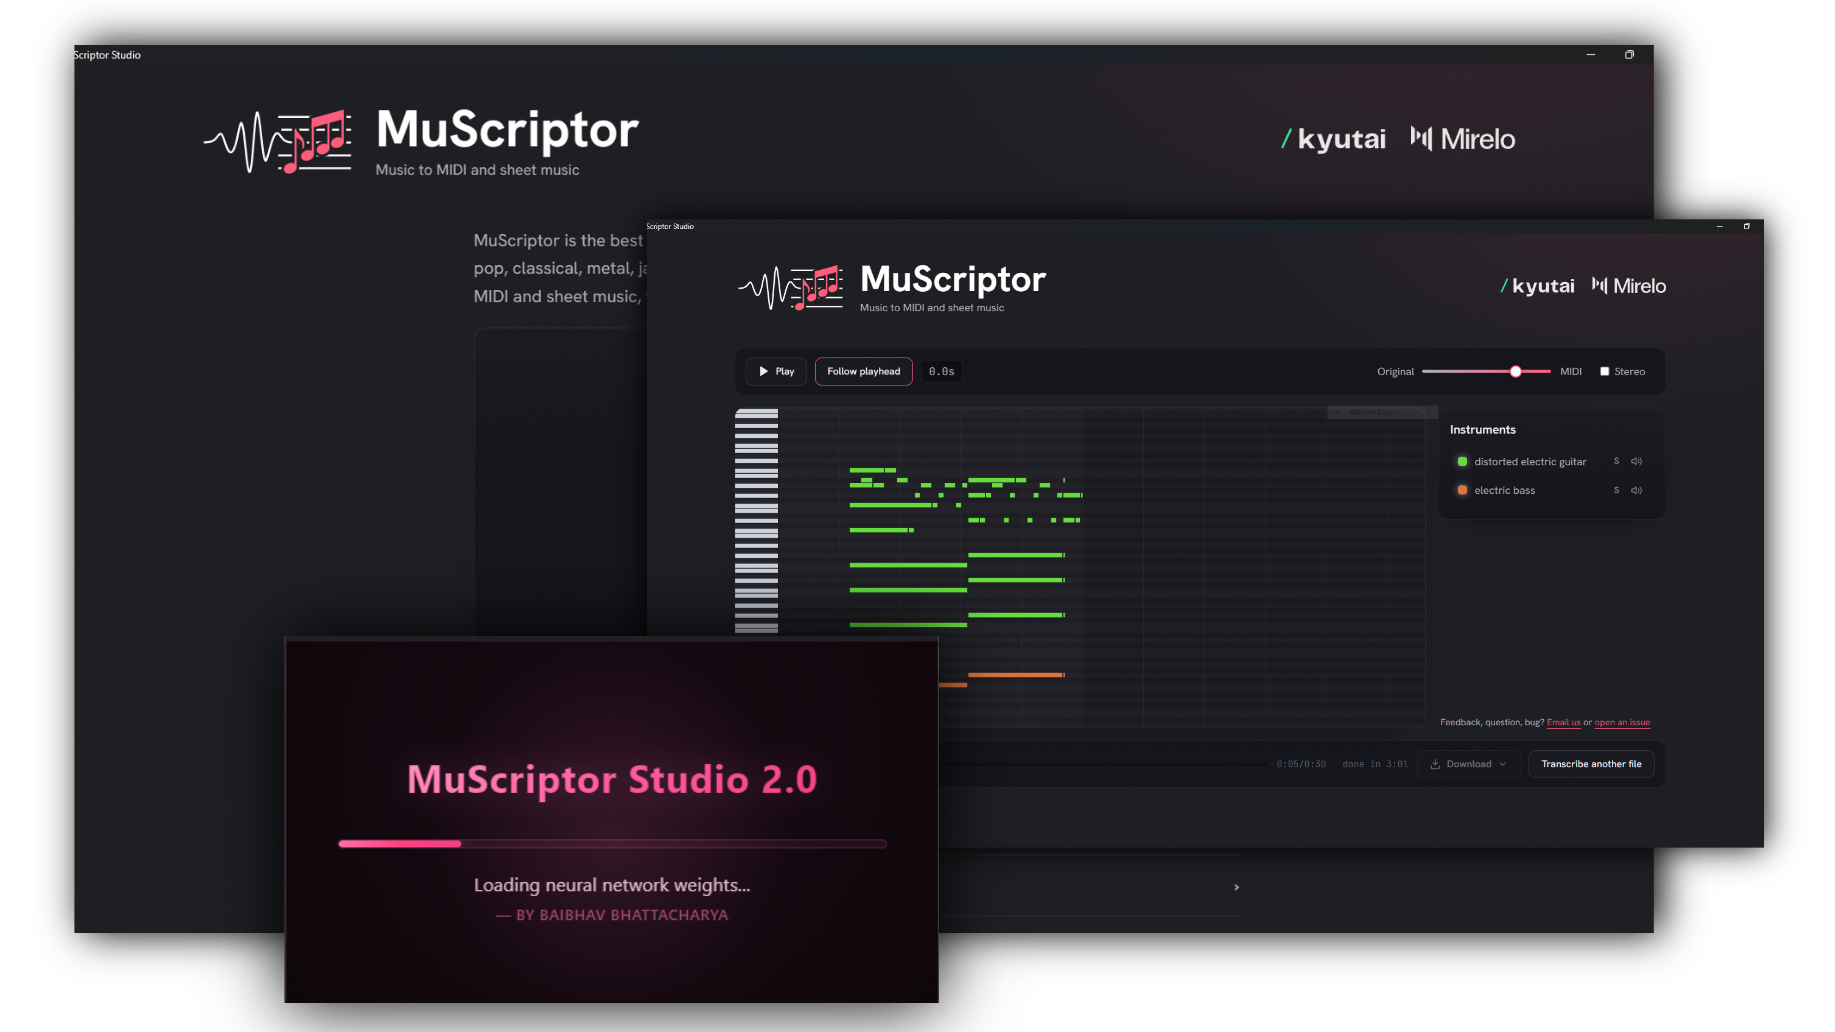 Scriptor Studio
MuScriptor
Music to MIDI and sheet music
kyutai
Mirelo
MuScriptor is the best
pop, classical, metal,
MIDI and sheet music,
Scriptor Studio
MuScriptor
Music to MIDI and sheet music
kyutai
Mirelo
Play
Follow playhead
0.0s
Original
MIDI
Stereo
Instruments
distorted electric guitar
S
electric bass
S
Feedback, question, bug? Email us or open an issue
0:05/0:30
done in 3:01
Download
Transcribe another file
MuScriptor Studio 2.0
Loading neural network weights...
— BY BAIBHAV BHATTACHARYA